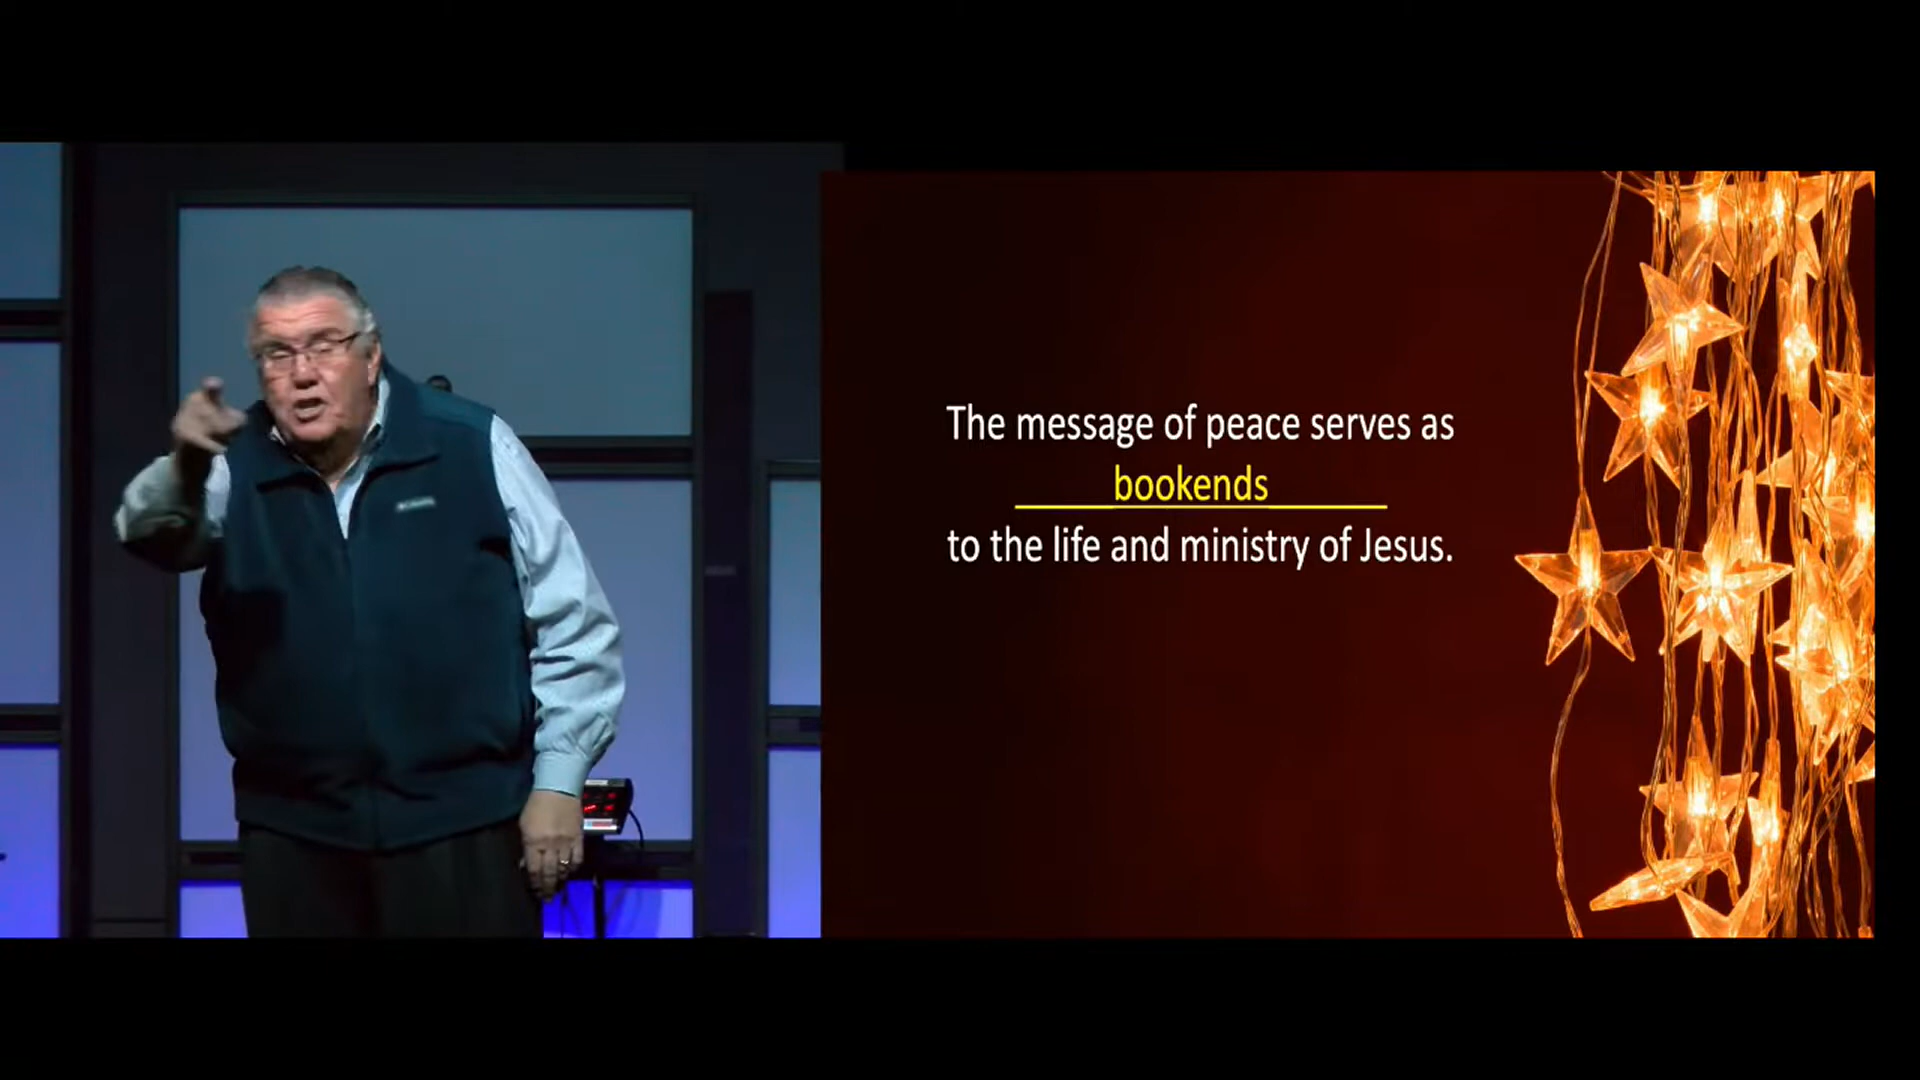 The message of peace serves as
bookends
to the life and ministry of Jesus.